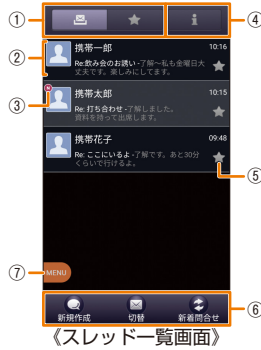 ①
④
②
携帯一郎 10:16
Re:飲み会のお誘い-了解~私も金曜日大
丈夫です。楽しみにしてます。
③
N
携帯太郎 10:15
Re: 打ち合わせ-了解しました。
資料を持って出席します。
携帯花子 09:48
Re: ここにいるよ-了解です。あと30分
くらいで行けるよ。
⑤
⑦
MENU
新規作成 切替 新着問合せ
⑥
《スレッド一覧画面》